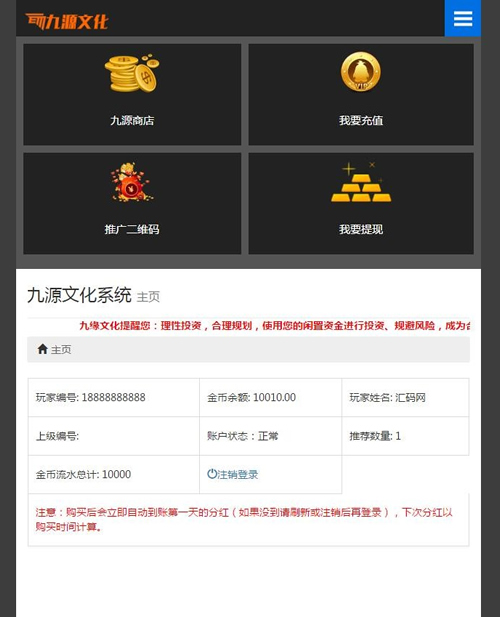 九源文化
VIP
九源商店
我要充值
推广二维码
我要提现
九源文化系统 主页
九缘文化提醒您：理性投资，合理规划，使用您的闲置资金进行投资、规避风险，成为合
主页
玩家编号: 18888888888
金币余额: 10010.00
玩家姓名: 汇码网
上级编号:
账户状态：正常
推荐数量: 1
金币流水总计: 10000
注销登录
注意：购买后会立即自动到账第一天的分红（如果没到请刷新或注销后再登录），下次分红以
购买时间计算。